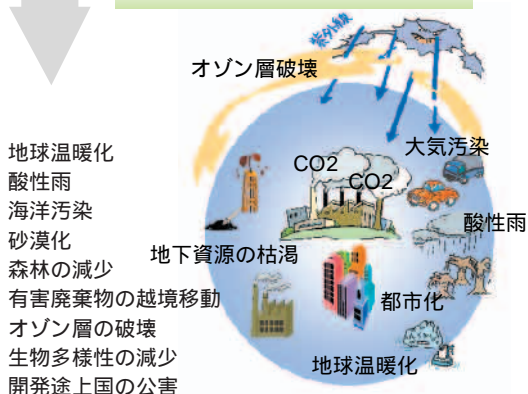 紫外線
オゾン層破壊
大気汚染
CO2
CO2
酸性雨
地下資源の枯渇
都市化
地球温暖化
地球温暖化
酸性雨
海洋汚染
砂漠化
森林の減少
有害廃棄物の越境移動
オゾン層の破壊
生物多様性の減少
開発途上国の公害